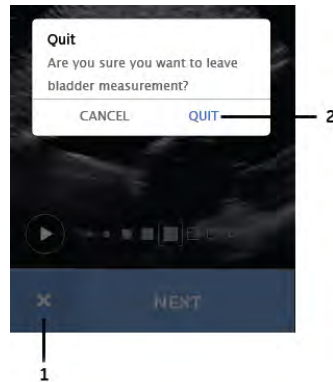 Quit
Are you sure you want to leave
bladder measurement?
CANCEL QUIT
2
NEXT
1